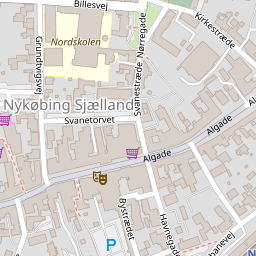 Billesvej
Kirkestræde
Nordskolen
Nørregade
Grundtvigsvej
Nykøbing Sjælland
Svanestræde
Svanetorvet
Algade
Algade
Bystrædet
Havnegade
P